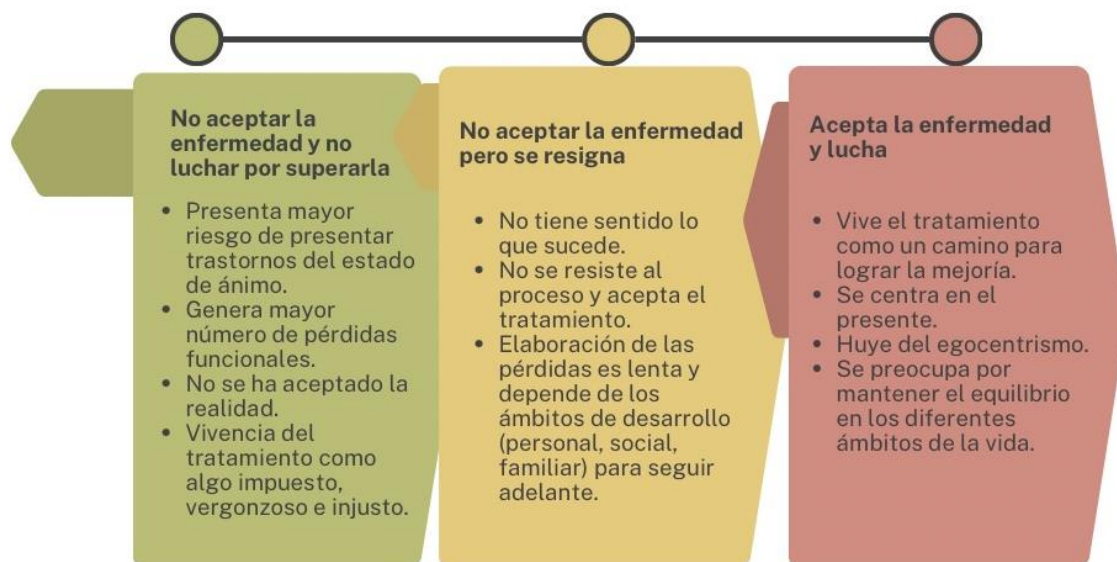 No aceptar la
enfermedad y no
luchar por superarla
• Presenta mayor
riesgo de presentar
trastornos del estado
de ánimo.
• Genera mayor
número de pérdidas
funcionales.
• No se ha aceptado la
realidad.
• Vivencia del
tratamiento como
algo impuesto,
vergonzoso e injusto.
No aceptar la enfermedad
pero se resigna
• No tiene sentido lo
que sucede.
• No se resiste al
proceso y acepta el
tratamiento.
• Elaboración de las
pérdidas es lenta y
depende de los
ámbitos de desarrollo
(personal, social,
familiar) para seguir
adelante.
Acepta la enfermedad
y lucha
• Vive el tratamiento
como un camino para
lograr la mejoría.
• Se centra en el
presente.
• Huye del egocentrismo.
• Se preocupa por
mantener el equilibrio
en los diferentes
ámbitos de la vida.